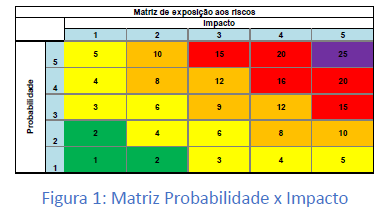 Matriz de exposição aos riscos
Impacto
1 2 3 4 5
Probabilidade
5 5 10 15 20 25
4 4 8 12 16 20
3 3 6 9 12 15
2 2 4 6 8 10
1 1 2 3 4 5
Figura 1: Matriz Probabilidade x Impacto